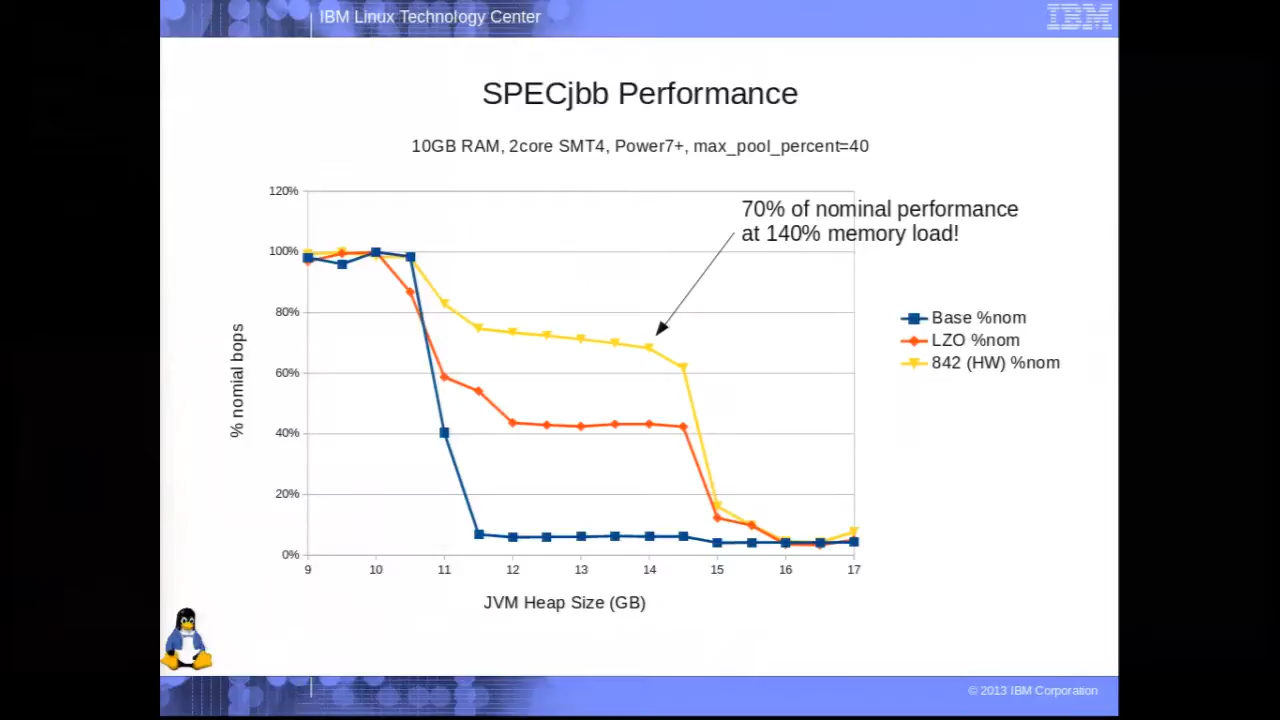 IBM Linux Technology Center
IBM
SPECjbb Performance
10GB RAM, 2core SMT4, Power7+, max_pool_percent=40
120%
100%
80%
60%
40%
20%
0%
% nomial bops
70% of nominal performance
at 140% memory load!
Base %nom
LZO %nom
842 (HW) %nom
9 10 11 12 13 14 15 16 17
JVM Heap Size (GB)
© 2013 IBM Corporation